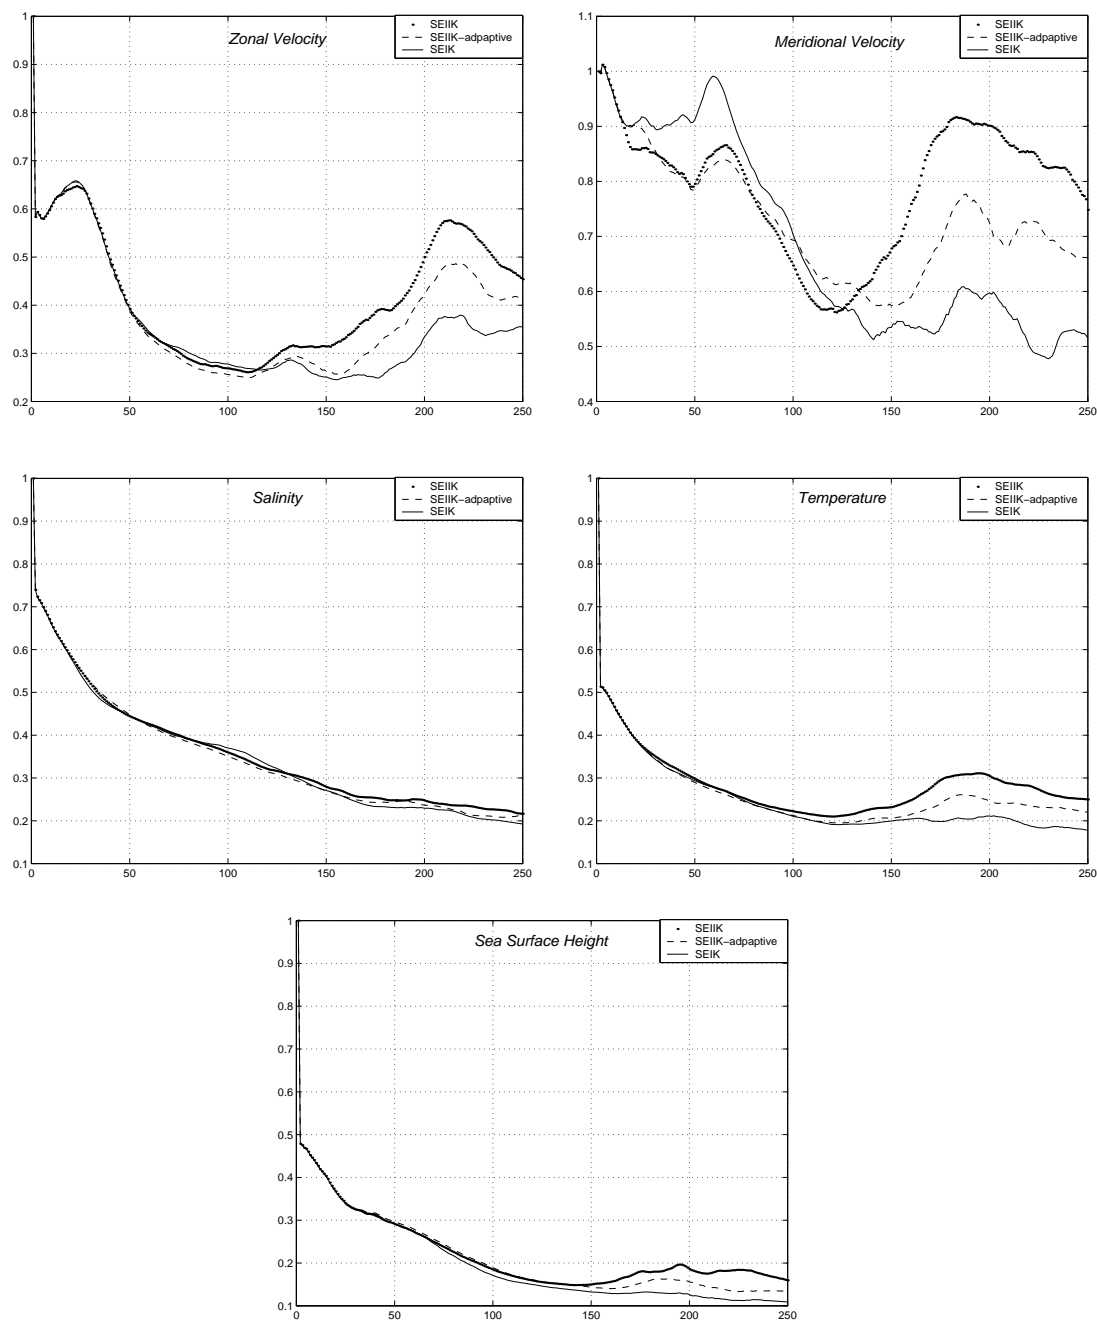 Zonal Velocity
SEIIK
SEIIK−adpaptive
SEIK
1
0.9
0.8
0.7
0.6
0.5
0.4
0.3
0.2
0 50 100 150 200 250
Meridional Velocity
SEIIK
SEIIK−adpaptive
SEIK
1.1
1
0.9
0.8
0.7
0.6
0.5
0.4
0 50 100 150 200 250
Salinity
SEIIK
SEIIK−adpaptive
SEIK
1
0.9
0.8
0.7
0.6
0.5
0.4
0.3
0.2
0.1
0 50 100 150 200 250
Temperature
SEIIK
SEIIK−adpaptive
SEIK
1
0.9
0.8
0.7
0.6
0.5
0.4
0.3
0.2
0.1
0 50 100 150 200 250
Sea Surface Height
SEIIK
SEIIK−adpaptive
SEIK
1
0.9
0.8
0.7
0.6
0.5
0.4
0.3
0.2
0.1
0 50 100 150 200 250